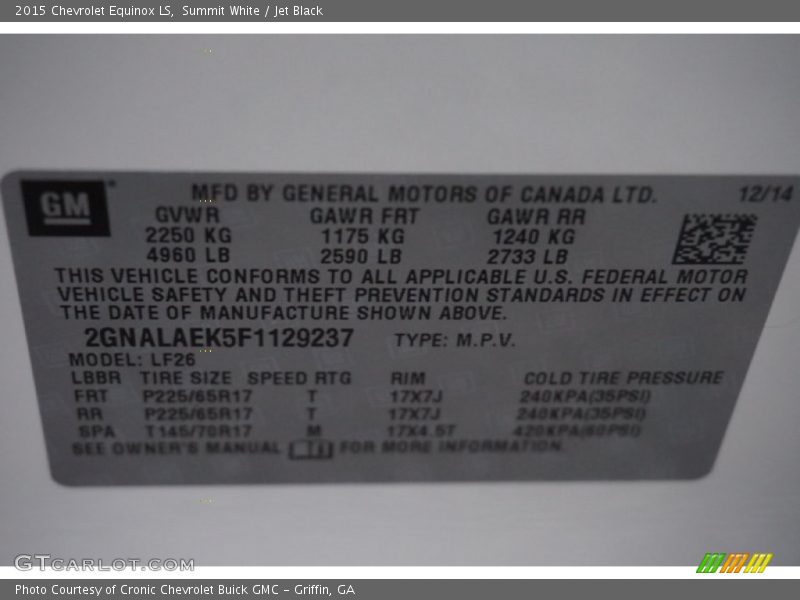 2015 Chevrolet Equinox LS,  Summit White / Jet Black
GM
MFD BY GENERAL MOTORS OF CANADA LTD. 12/14
GVWR GAWR FRT GAWR RR
2250 KG 1175 KG 1240 KG
4960 LB 2590 LB 2733 LB
THIS VEHICLE CONFORMS TO ALL APPLICABLE U.S. FEDERAL MOTOR
VEHICLE SAFETY AND THEFT PREVENTION STANDARDS IN EFFECT ON
THE DATE OF MANUFACTURE SHOWN ABOVE.
2GNALAEK5F1129237 TYPE: M.P.V.
MODEL: LF26
LBBR TIRE SIZE SPEED RTG RIM COLD TIRE PRESSURE
FRT P225/65R17 T 17X7J 240KPA(35PSI)
RR P225/65R17 T 17X7J 240KPA(35PSI)
SPA T145/70R17 M 17X4.5T 420KPA(60PSI)
SEE OWNER'S MANUAL FOR MORE INFORMATION.
GTCARLOT.COM
Photo Courtesy of Cronic Chevrolet Buick GMC – Griffin, GA